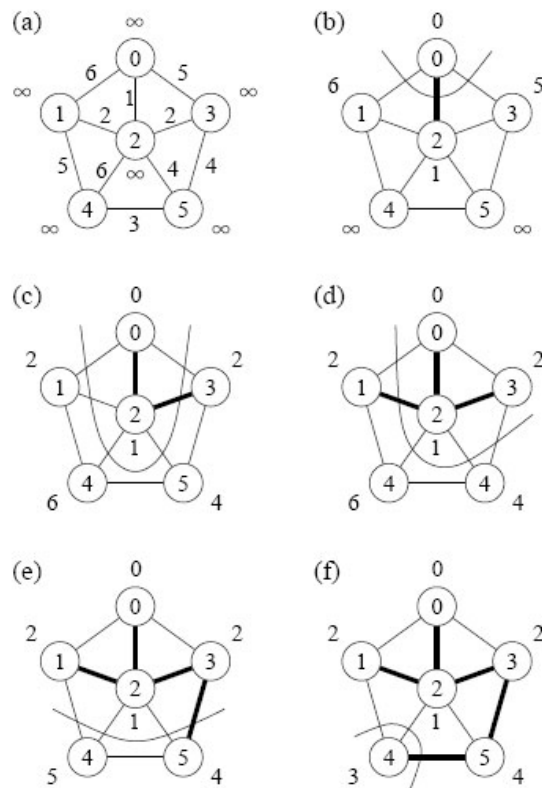 (a) ∞ (b) 0
0 0
6 5
∞ 1 1 3 ∞ 6 1 3 5
2 2
2 2
5 6 4 4 1
∞
4 5 4 5
∞ 3 ∞ ∞ ∞
(c) 0 (d) 0
0 0
2 1 3 2 2 1 3 2
2 2
1 1
4 5 4 4
6 4 6 4
(e) 0 (f) 0
0 0
2 1 3 2 2 1 3 2
2 2
1 1
4 5 4 5
5 4 3 4